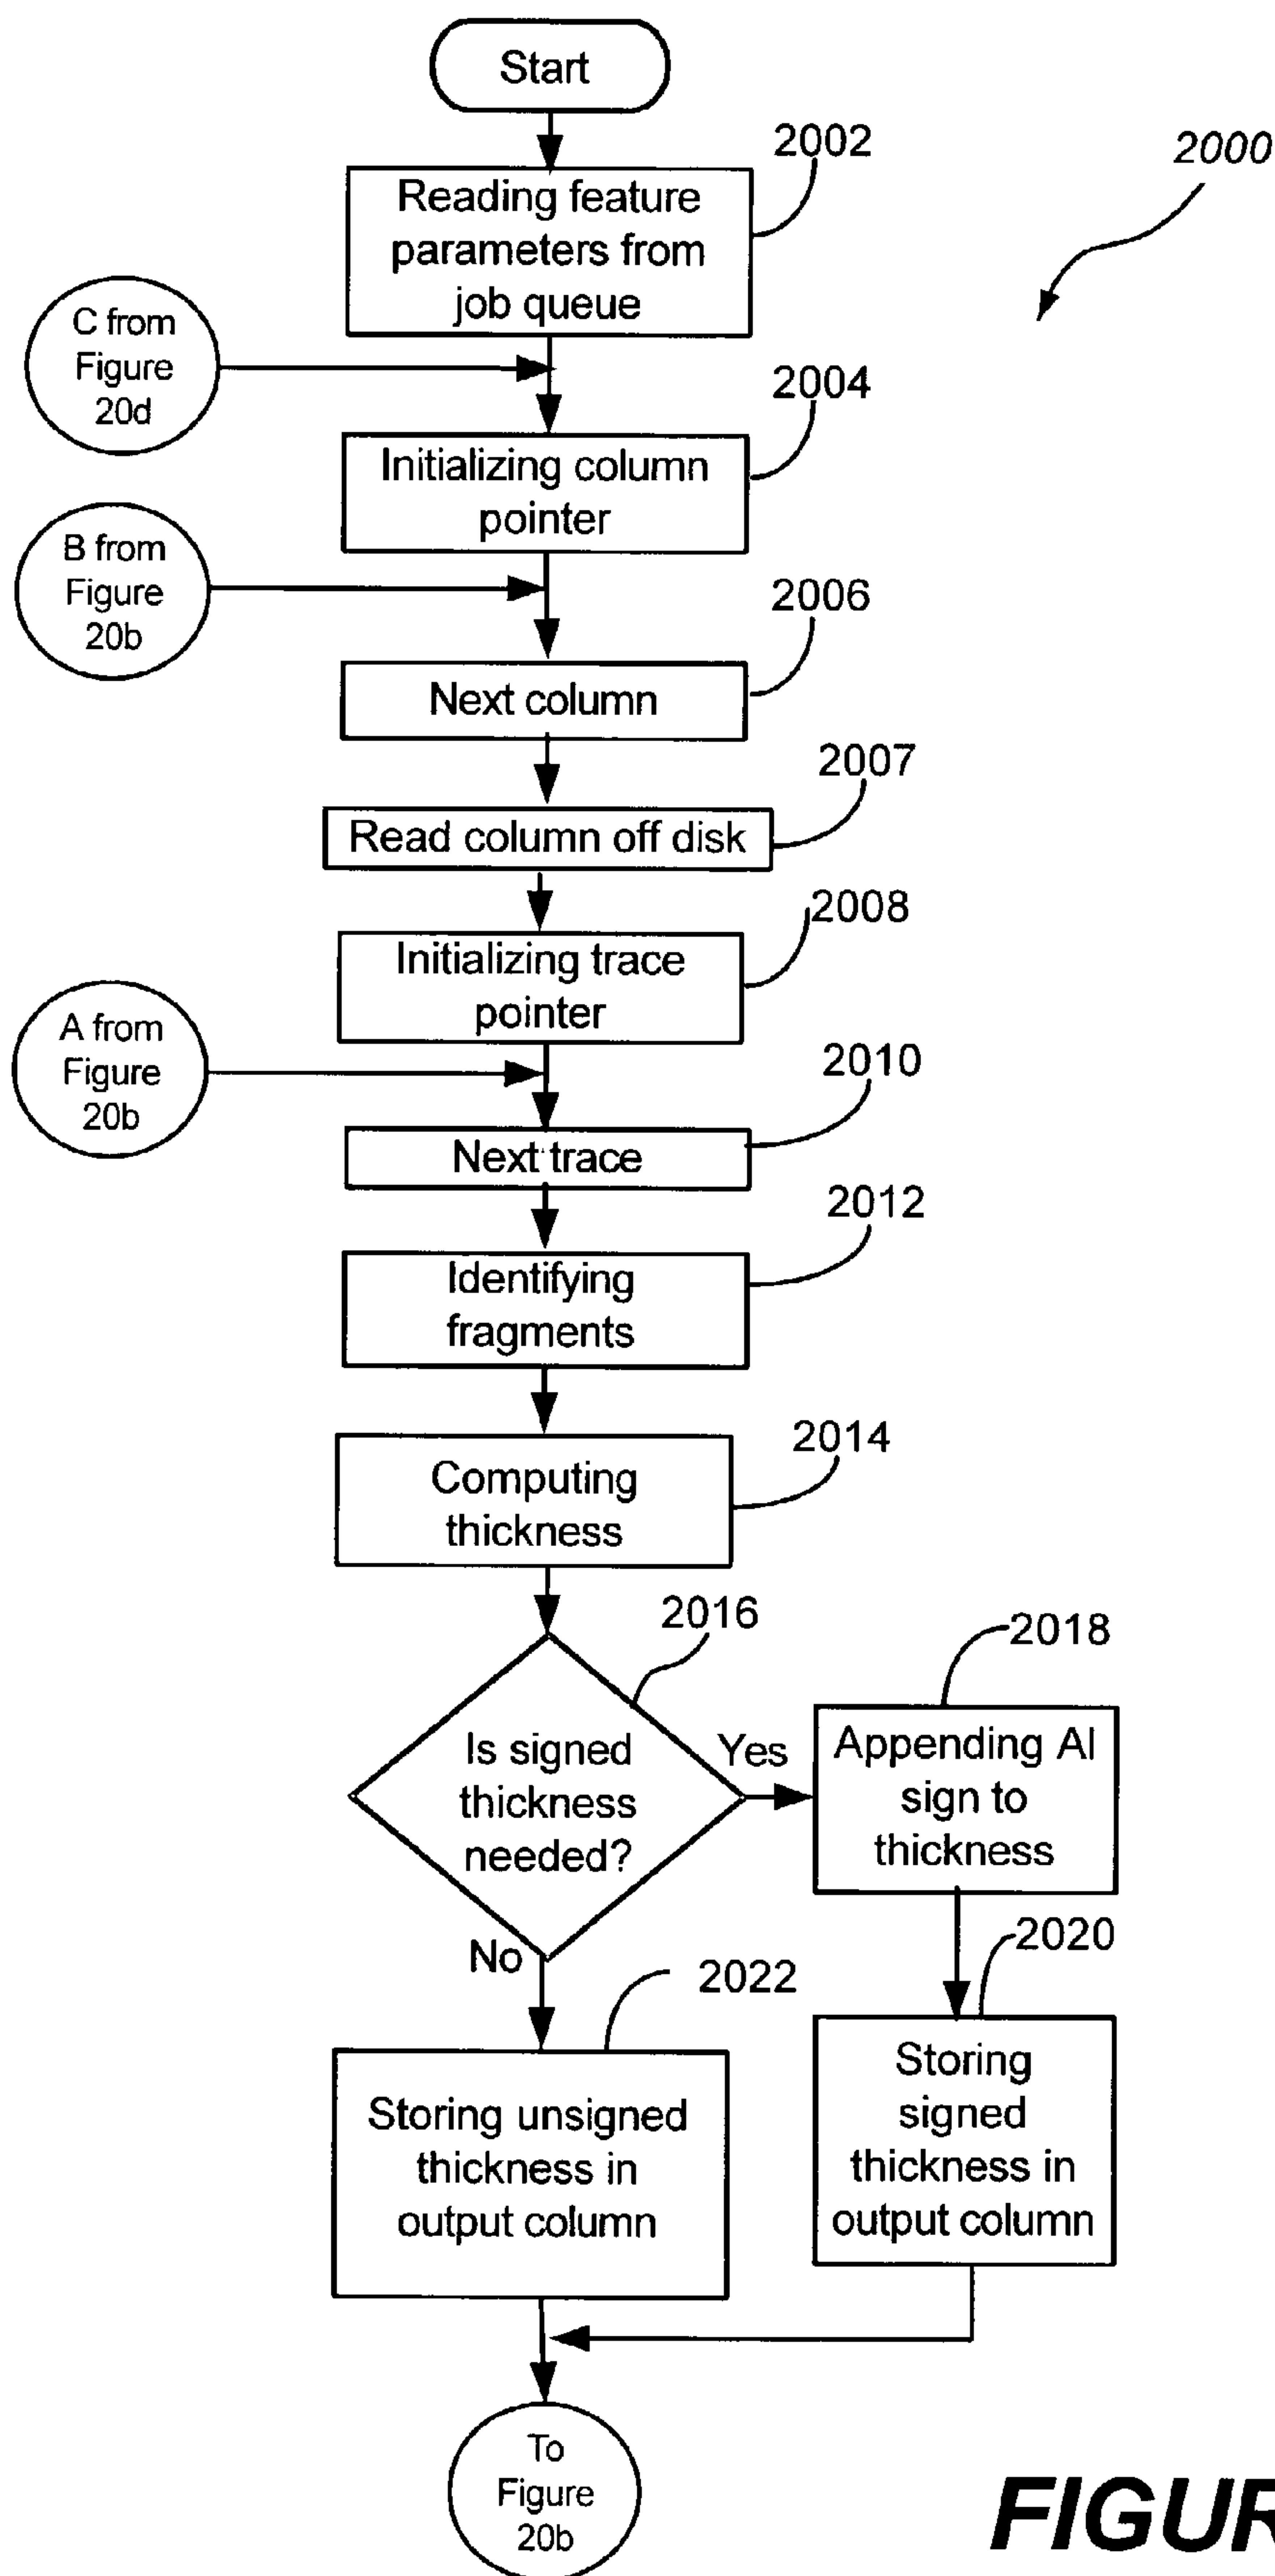 Start
2002
2000
Reading feature
parameters from
job queue
C from
Figure
20d
2004
Initializing column
pointer
B from
Figure
20b
2006
Next column
2007
Read column off disk
2008
Initializing trace
pointer
A from
Figure
20b
2010
Next trace
2012
Identifying
fragments
2014
Computing
thickness
2016
2018
Is signed
thickness
needed?
Yes
Appending AI
sign to
thickness
No
2020
2022
Storing unsigned
thickness in
output column
Storing
signed
thickness in
output column
To
Figure
20b